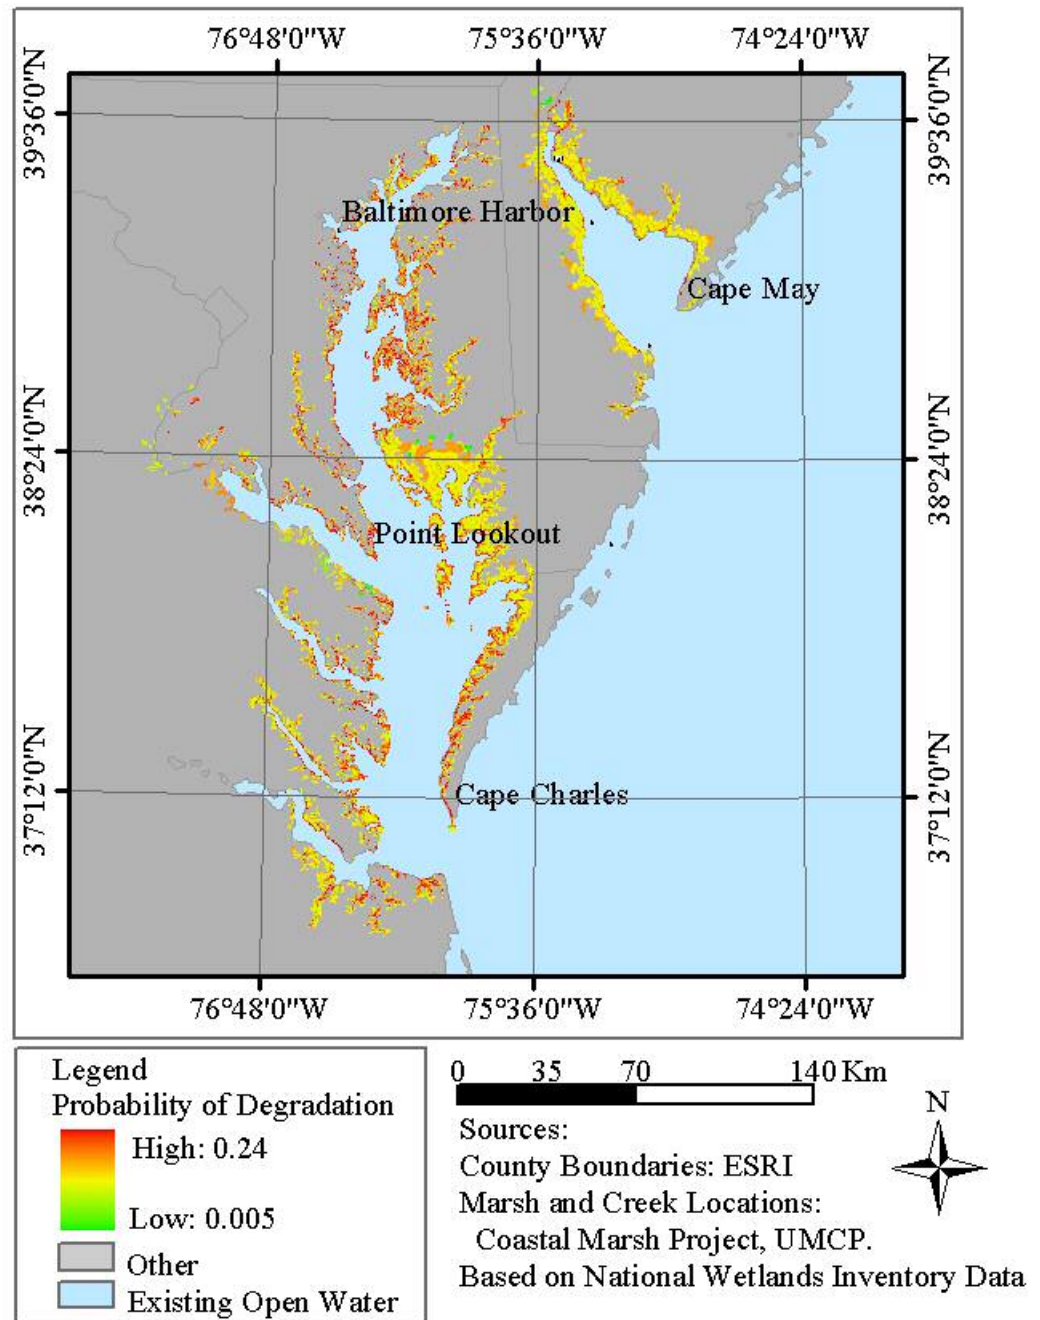 76°48'0"W 75°36'0"W 74°24'0"W
39°36'0"N
39°36'0"N
Baltimore Harbor
Cape May
38°24'0"N
38°24'0"N
Point Lookout
37°12'0"N
37°12'0"N
Cape Charles
76°48'0"W 75°36'0"W 74°24'0"W
Legend
Probability of Degradation
High: 0.24
Low: 0.005
Other
Existing Open Water
0 35 70 140 Km
N
Sources:
County Boundaries: ESRI
Marsh and Creek Locations:
Coastal Marsh Project, UMCP.
Based on National Wetlands Inventory Data